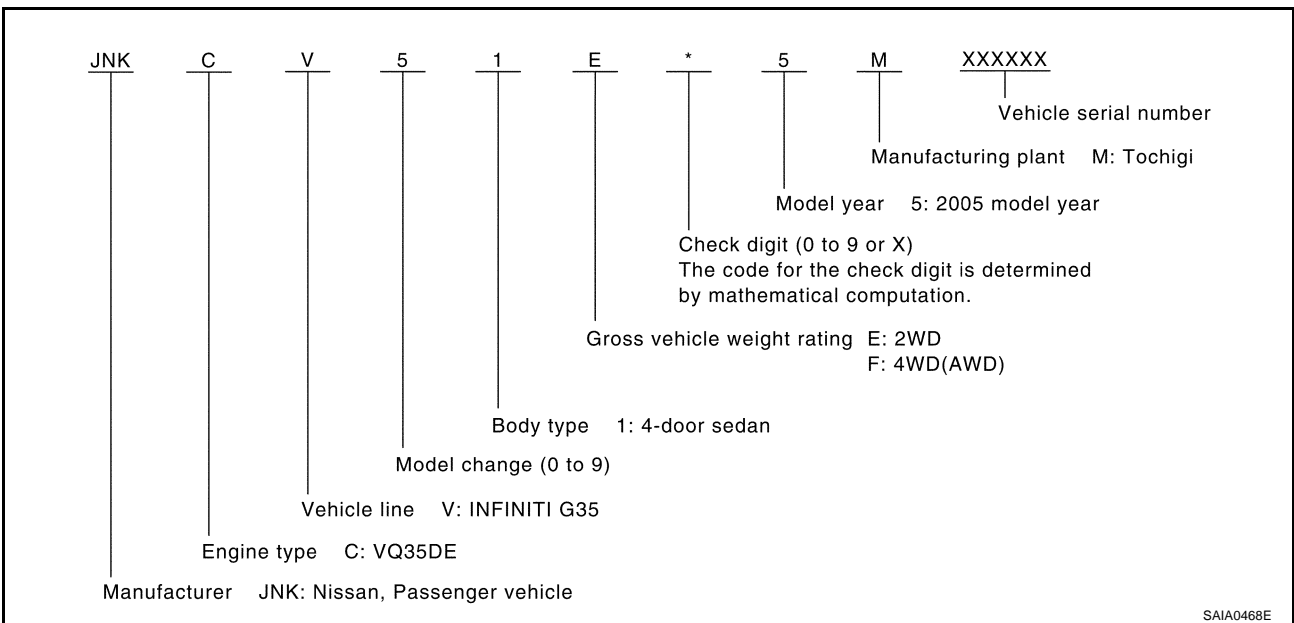 JNK C V 5 1 E * 5 M XXXXXX
Vehicle serial number
Manufacturing plant M: Tochigi
Model year 5: 2005 model year
Check digit (0 to 9 or X)
The code for the check digit is determined
by mathematical computation.
Gross vehicle weight rating E: 2WD
F: 4WD(AWD)
Body type 1: 4-door sedan
Model change (0 to 9)
Vehicle line V: INFINITI G35
Engine type C: VQ35DE
Manufacturer JNK: Nissan, Passenger vehicle
SAIA0468E